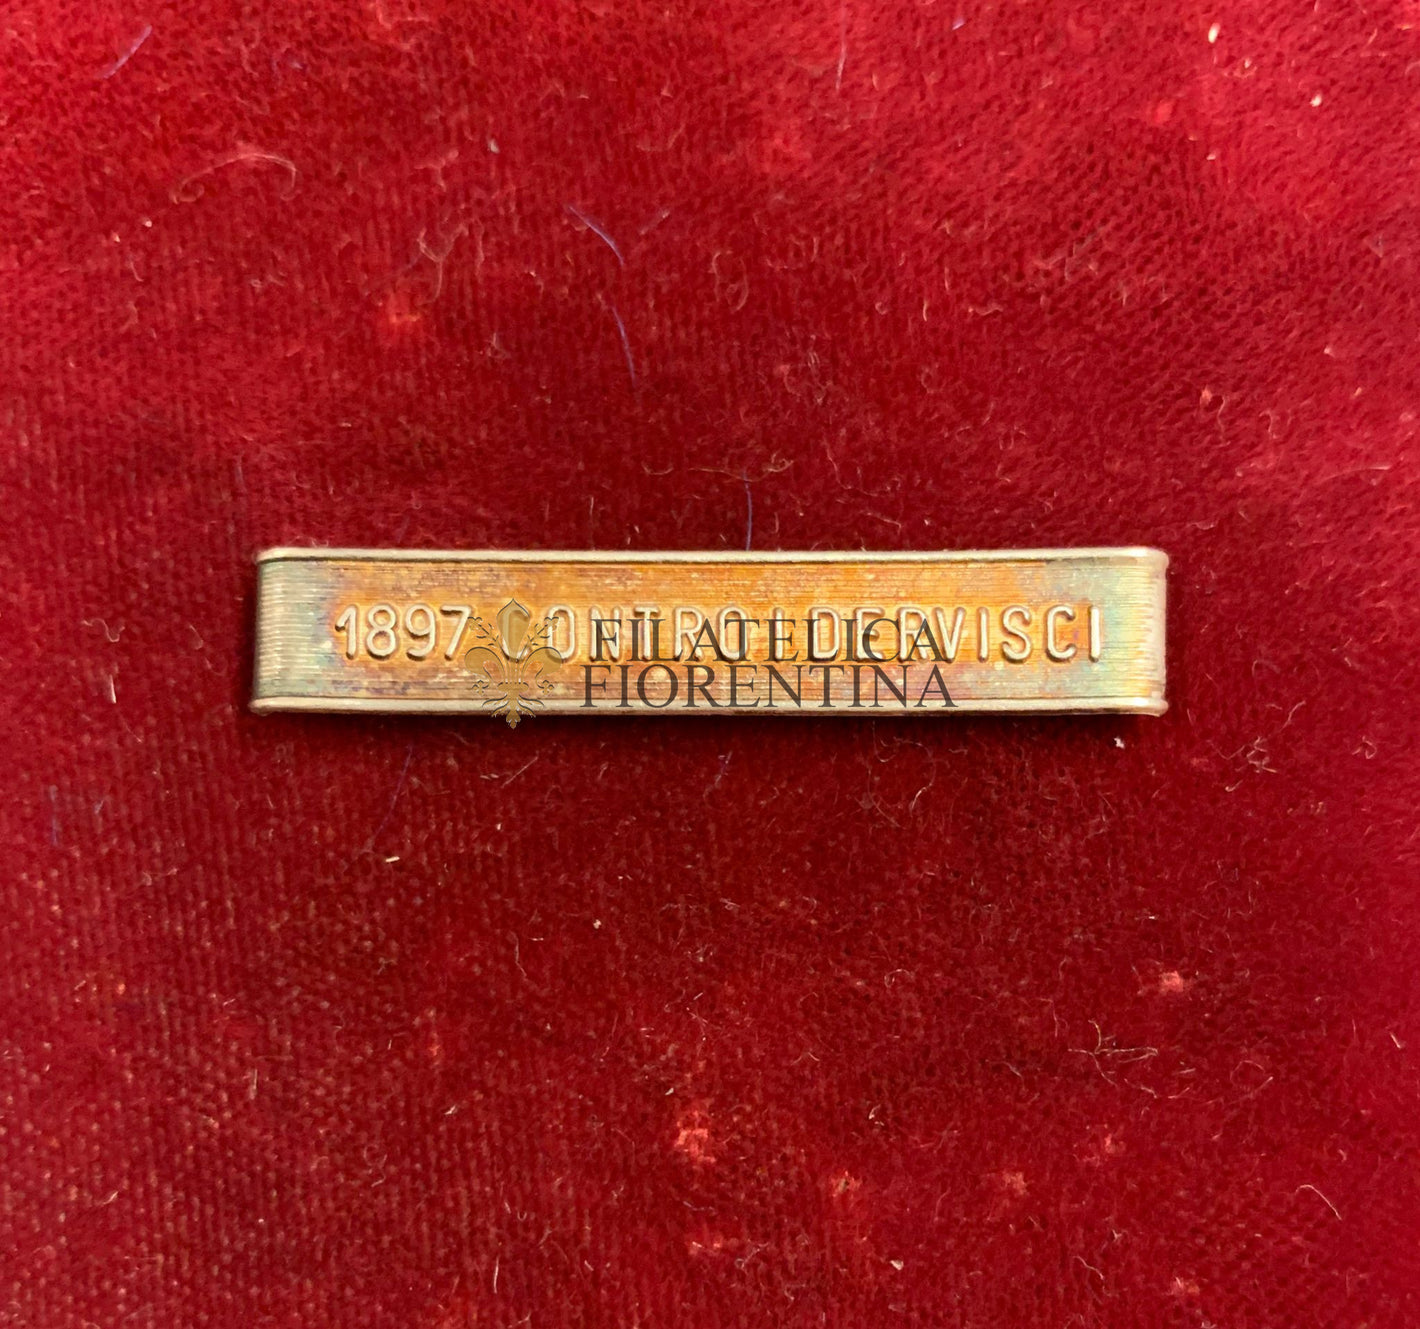 1897 CONTRO I DERVISCI
FILATELICA
FIORENTINA